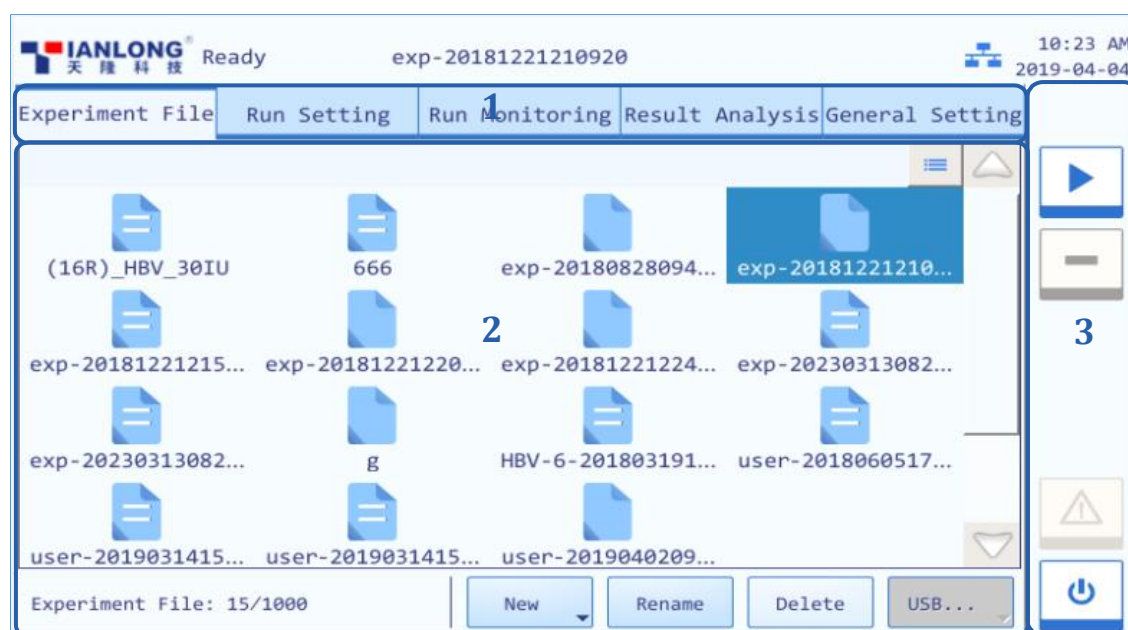 TIANLONG®
天隆科技
Ready
exp-20181221210920
10:23 AM
2019-04-04
Experiment File
Run Setting
Run Monitoring
Result Analysis
General Setting
1
(16R)_HBV_30IU
666
exp-20180828094...
exp-20181221210...
exp-20181221215...
exp-20181221220...
exp-20181221224...
exp-20230313082...
2
3
exp-20230313082...
g
HBV-6-201803191...
user-2018060517...
user-2019031415...
user-2019031415...
user-2019040209...
Experiment File: 15/1000
New
Rename
Delete
USB...